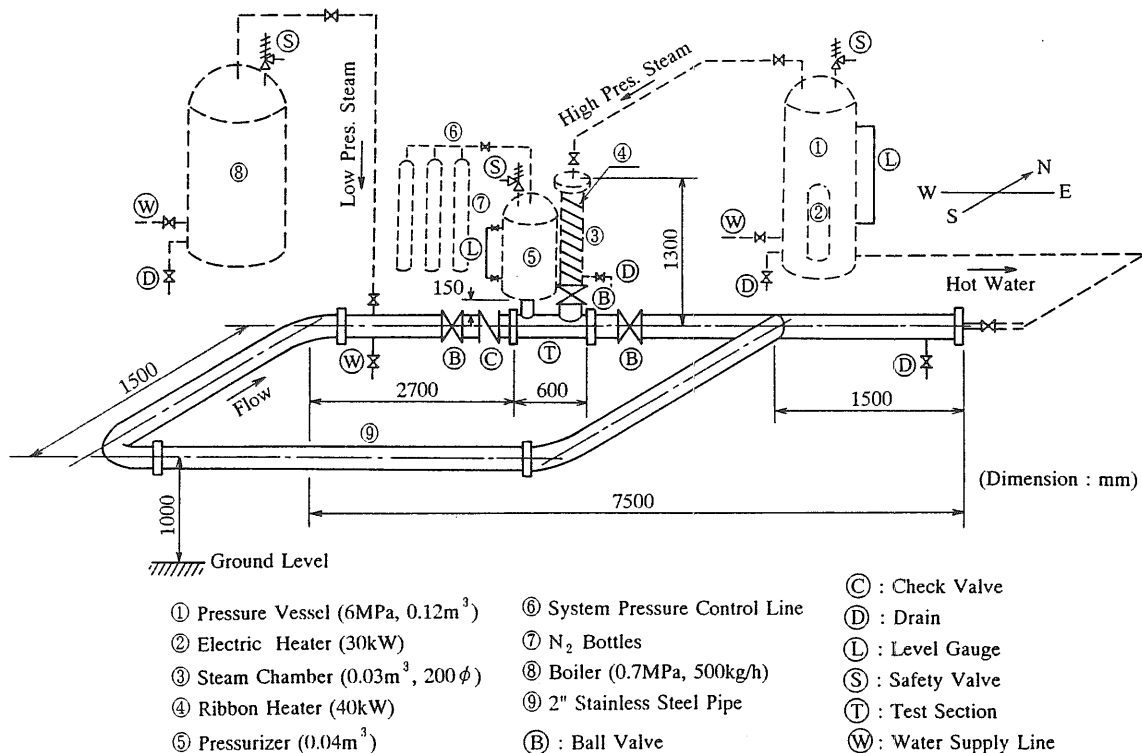 Ⓢ
Ⓢ
Low Pres. Steam
High Pres. Steam
⑥
④
Ⓢ
①
Ⓛ
N
W E
S
⑧
⑦
②
Ⓦ
③
1300
Ⓦ
Ⓛ
⑤
Ⓓ
Ⓓ
Ⓓ
150
Ⓑ
Hot Water
Ⓦ
Ⓑ
Ⓒ
Ⓣ
Ⓑ
Ⓓ
1500
Flow
2700
600
1500
⑨
(Dimension : mm)
7500
1000
Ground Level
① Pressure Vessel (6MPa, 0.12m³)
② Electric Heater (30kW)
③ Steam Chamber (0.03m³, 200ϕ)
④ Ribbon Heater (40kW)
⑤ Pressurizer (0.04m³)
⑥ System Pressure Control Line
⑦ N₂ Bottles
⑧ Boiler (0.7MPa, 500kg/h)
⑨ 2" Stainless Steel Pipe
Ⓑ : Ball Valve
Ⓒ : Check Valve
Ⓓ : Drain
Ⓛ : Level Gauge
Ⓢ : Safety Valve
Ⓣ : Test Section
Ⓦ : Water Supply Line